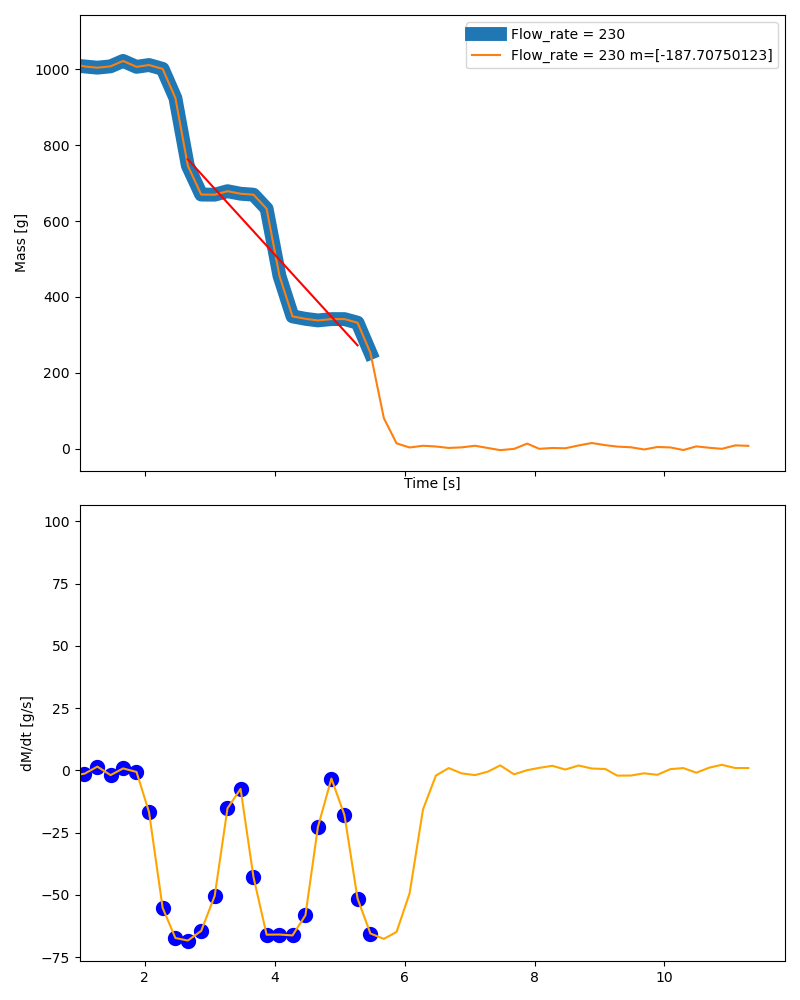 Flow_rate = 230
Flow_rate = 230 m=[-187.70750123]
1000
800
600
400
200
0
Mass [g]
Time [s]
100
75
50
25
0
−25
−50
−75
dM/dt [g/s]
2 4 6 8 10